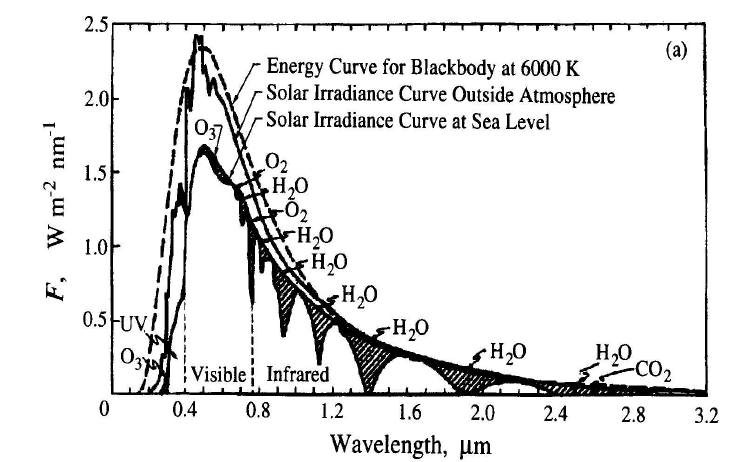 2.5
(a)
Energy Curve for Blackbody at 6000 K
Solar Irradiance Curve Outside Atmosphere
Solar Irradiance Curve at Sea Level
2.0
O3
O2
H2O
1.5
O2
H2O
1.0
H2O
H2O
0.5
UV
H2O
H2O
H2O
CO2
O3
Visible
Infrared
0
0.4
0.8
1.2
1.6
2.0
2.4
2.8
3.2
Wavelength, μm
F, W m-2 nm-1